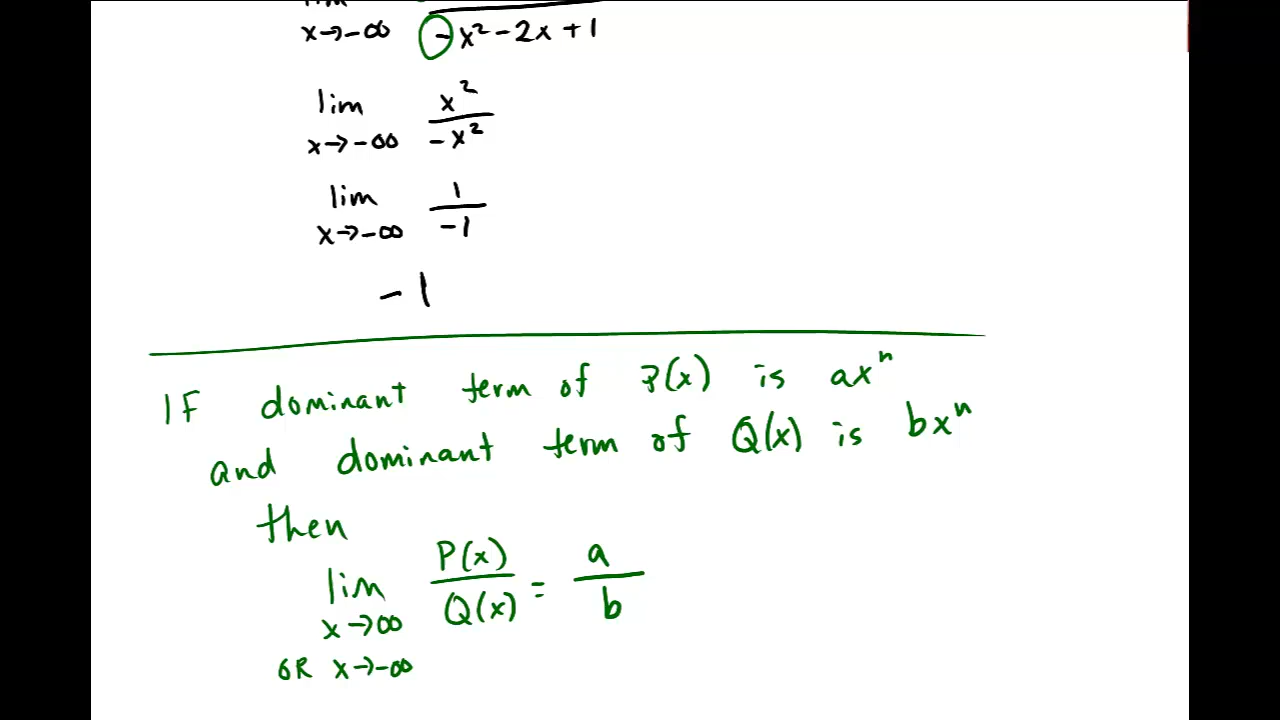 x→-∞ -x²-2x+1
lim x²/-x²
x→-∞
lim 1/-1
x→-∞
-1
IF dominant term of P(x) is axⁿ
and dominant term of Q(x) is bxⁿ
then
lim P(x)/Q(x) = a/b
x→∞
OR x→-∞